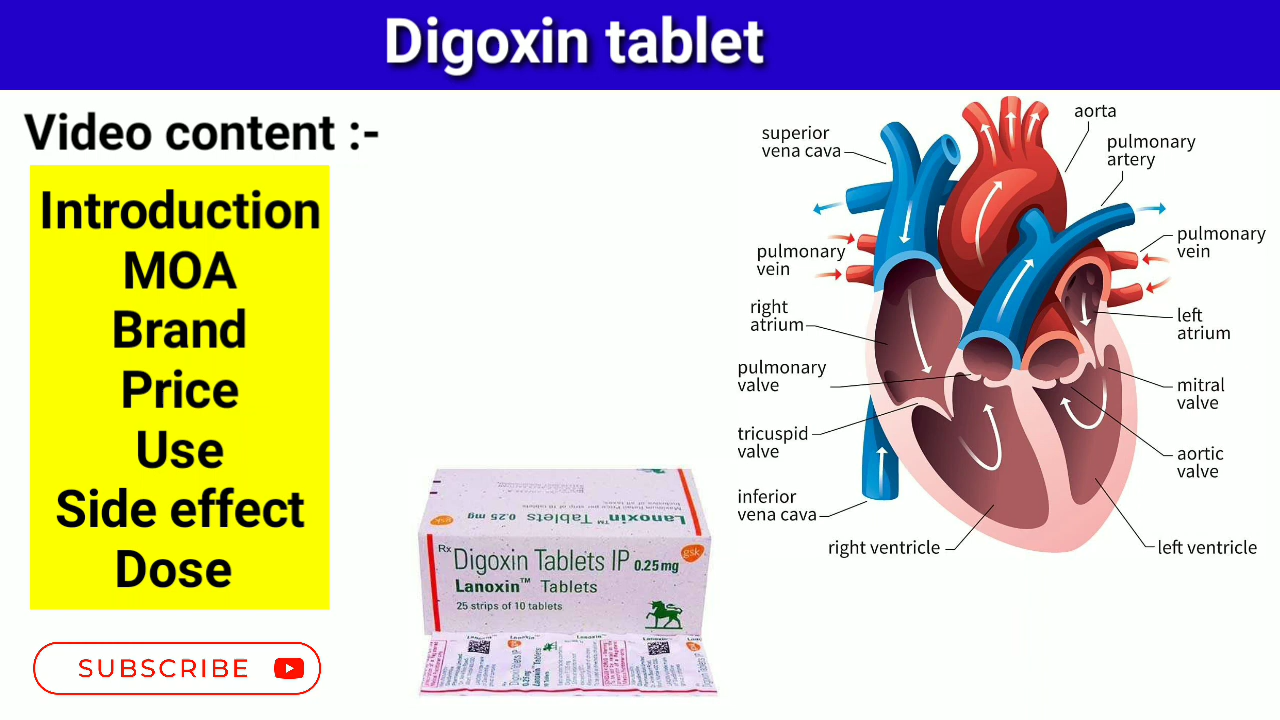 Digoxin tablet
Video content :-
Introduction
MOA
Brand
Price
Use
Side effect
Dose
SUBSCRIBE
superior
vena cava
aorta
pulmonary
artery
pulmonary
vein
pulmonary
vein
right
atrium
left
atrium
pulmonary
valve
mitral
valve
tricuspid
valve
aortic
valve
inferior
vena cava
right ventricle
left ventricle
Lanoxin™ Tablets 0.25 mg
gsk
Rx Digoxin Tablets IP 0.25 mg
gsk
Lanoxin™ Tablets
25 strips of 10 tablets